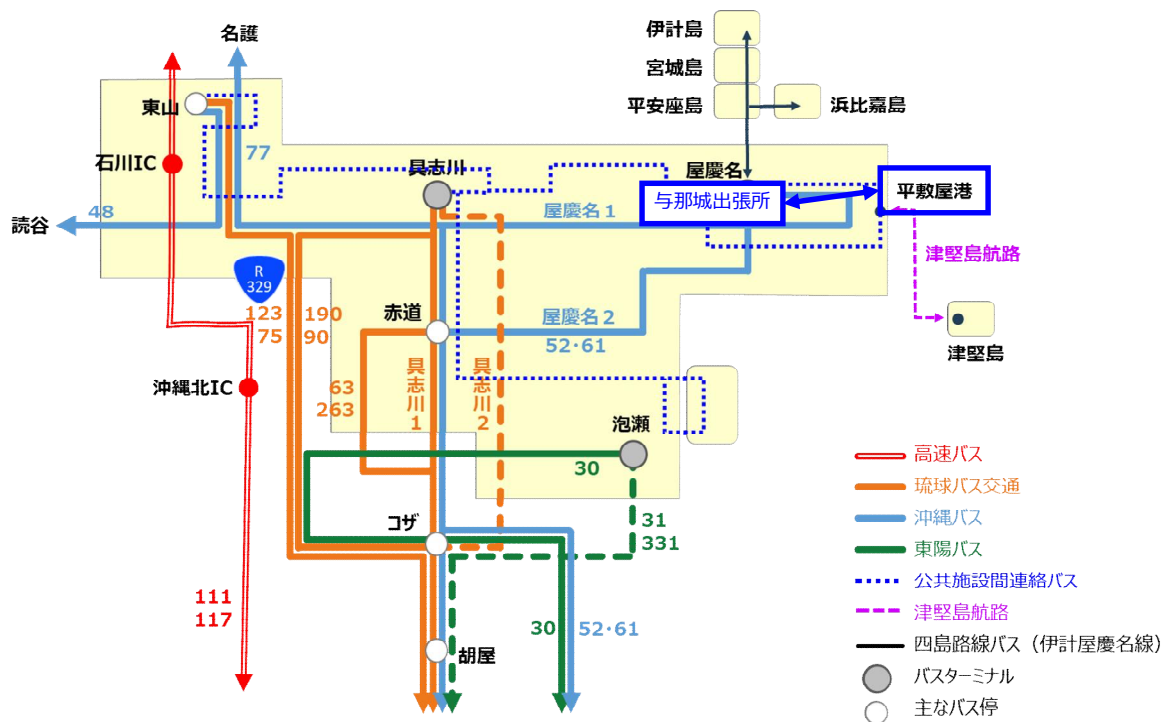 名護
伊計島
宮城島
平安座島
浜比嘉島
東山
77
石川IC
具志川
屋慶名
与那城出張所
平敷屋港
48
読谷
屋慶名1
津堅島航路
R
329
123
75
190
90
赤道
屋慶名2
52・61
津堅島
沖縄北IC
63
263
具志川1
具志川2
泡瀬
30
31
331
コザ
111
117
30
52・61
胡屋
高速バス
琉球バス交通
沖縄バス
東陽バス
公共施設間連絡バス
津堅島航路
四島路線バス（伊計屋慶名線）
バスターミナル
主なバス停